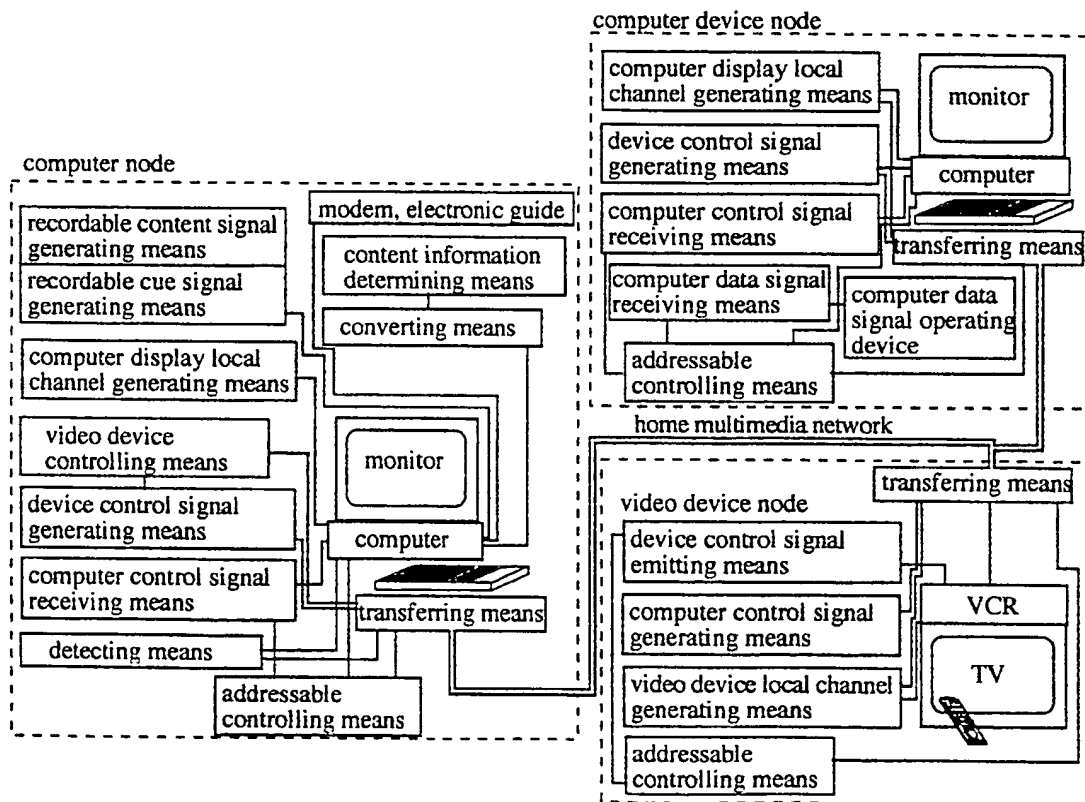 computer node
recordable content signal
generating means
recordable cue signal
generating means
computer display local
channel generating means
video device
controlling means
device control signal
generating means
computer control signal
receiving means
detecting means
addressable
controlling means
modem, electronic guide
content information
determining means
converting means
monitor
computer
transferring means
computer device node
computer display local
channel generating means
device control signal
generating means
computer control signal
receiving means
computer data signal
receiving means
addressable
controlling means
monitor
computer
transferring means
computer data
signal operating
device
home multimedia network
transferring means
video device node
device control signal
emitting means
computer control signal
generating means
video device local channel
generating means
addressable
controlling means
VCR
TV